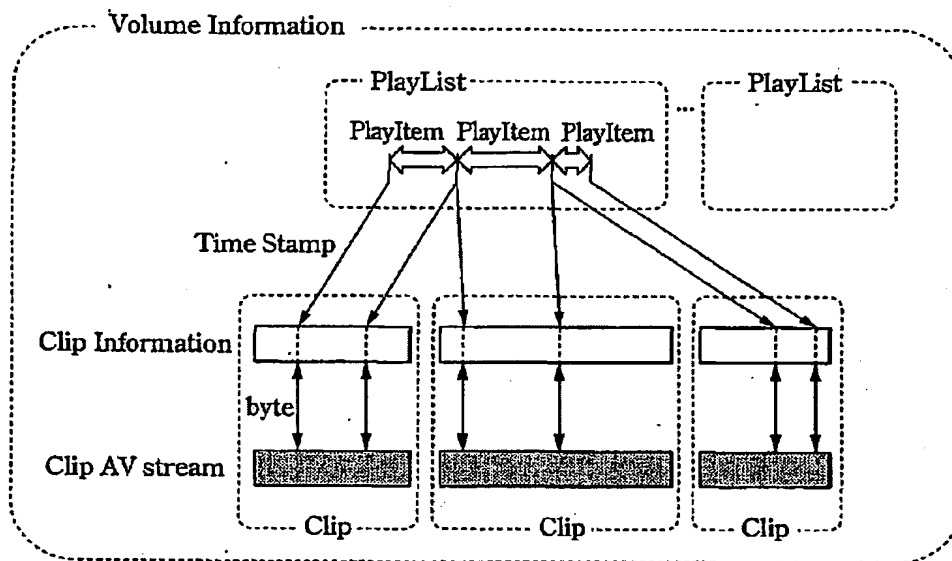 Volume Information
PlayList
...
PlayList
PlayItem PlayItem PlayItem
Time Stamp
Clip Information
byte
Clip AV stream
Clip
Clip
Clip